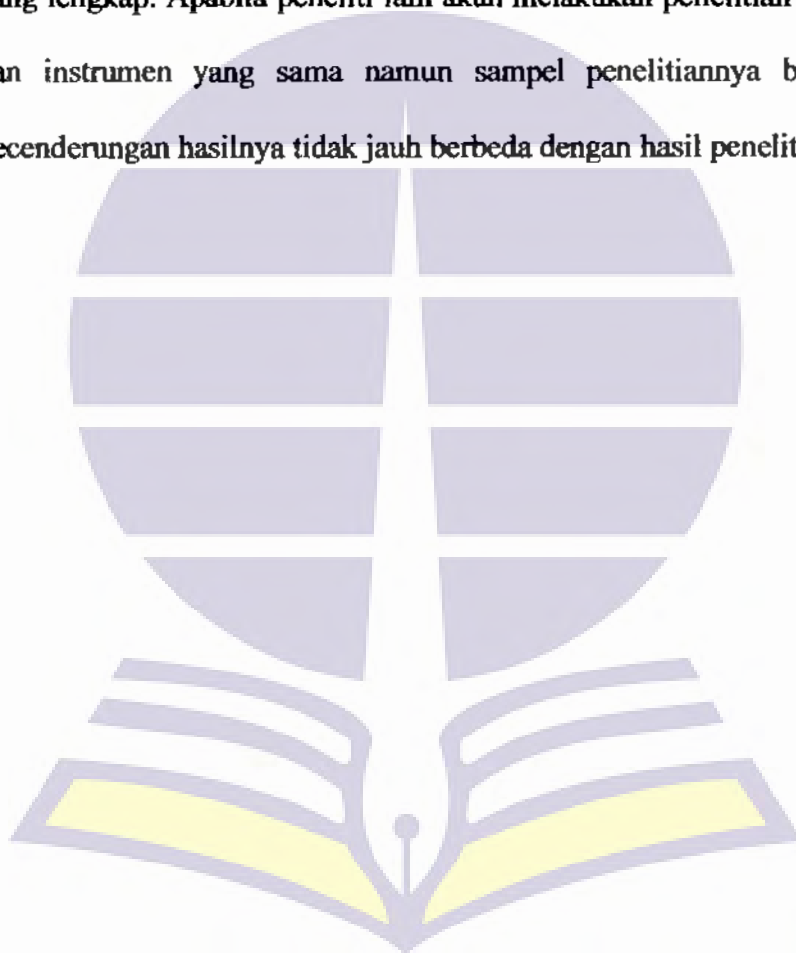 ng lengkap. Apabila peneliti lain akan melakukan penelitian
an instrumen yang sama namun sampel penelitiannya b
ecenderungan hasilnya tidak jauh berbeda dengan hasil penelit